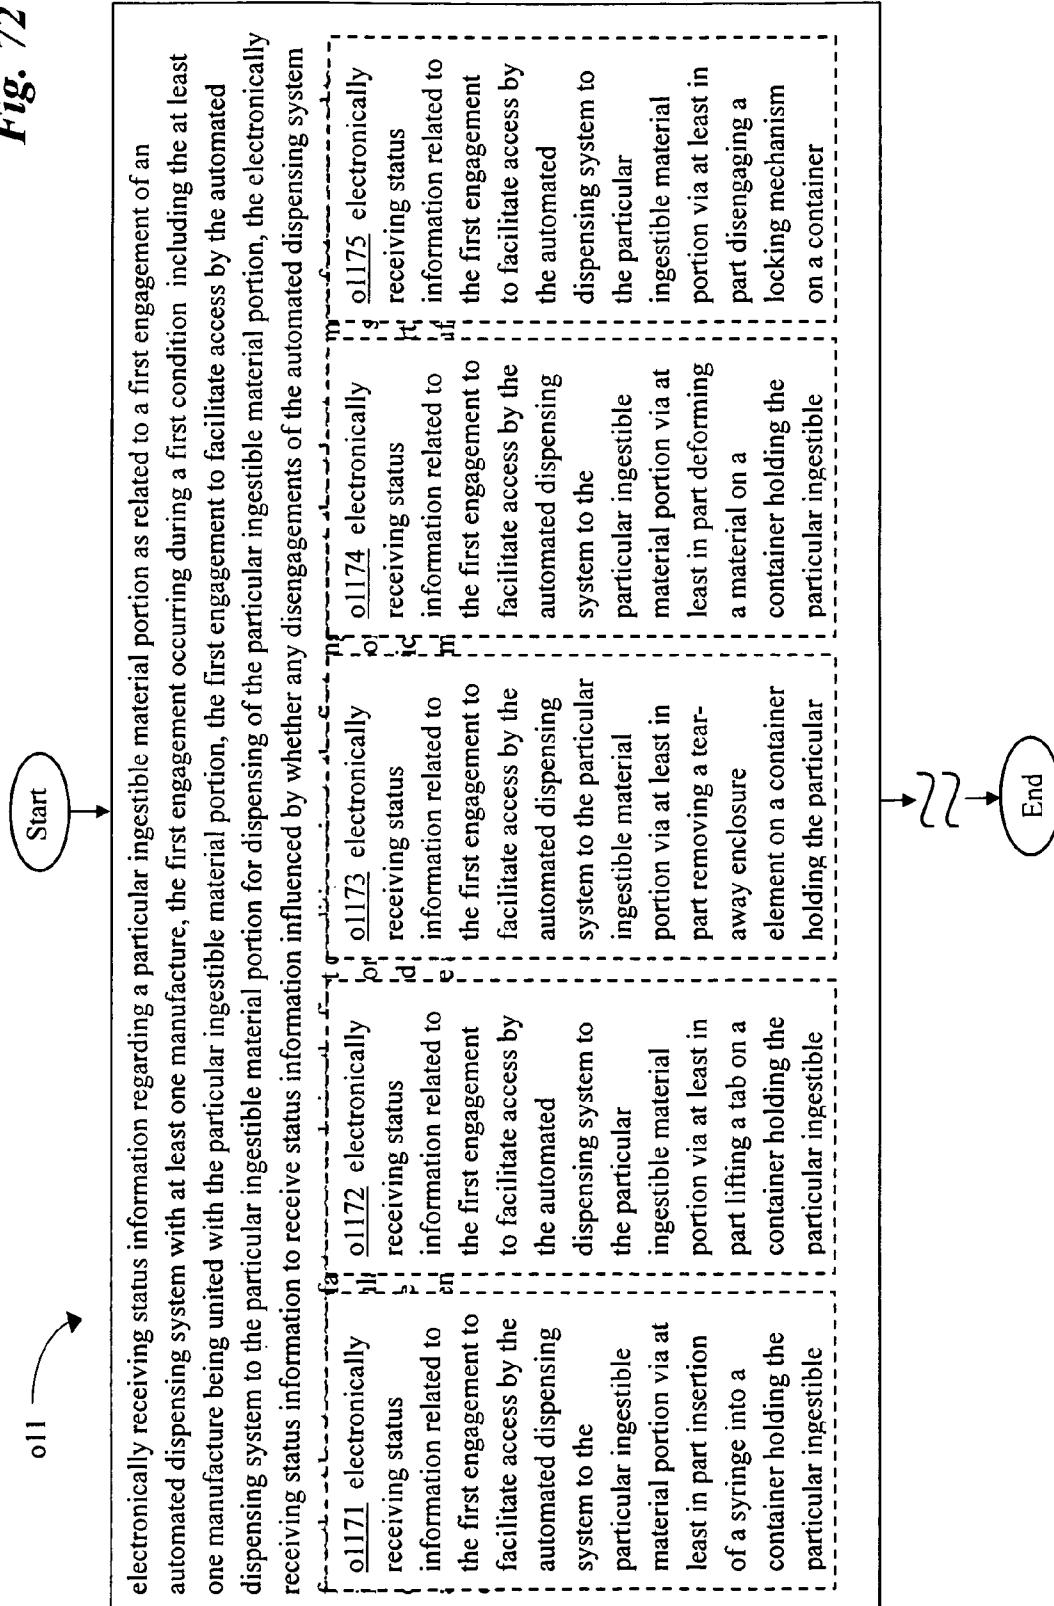 Fig. 72
Start
o11
electronically receiving status information regarding a particular ingestible material portion as related to a first engagement of an
automated dispensing system with at least one manufacture, the first engagement occurring during a first condition including the at least
one manufacture being united with the particular ingestible material portion, the first engagement to facilitate access by the automated
dispensing system to the particular ingestible material portion for dispensing of the particular ingestible material portion, the electronically
receiving status information to receive status information influenced by whether any disengagements of the automated dispensing system
o1171 electronically
receiving status
information related to
the first engagement to
facilitate access by the
automated dispensing
system to the
particular ingestible
material portion via at
least in part insertion
of a syringe into a
container holding the
particular ingestible
o1172 electronically
receiving status
information related to
the first engagement
to facilitate access by
the automated
dispensing system to
the particular
ingestible material
portion via at least in
part lifting a tab on a
container holding the
particular ingestible
o1173 electronically
receiving status
information related to
the first engagement to
facilitate access by the
automated dispensing
system to the particular
ingestible material
portion via at least in
part removing a tear-
away enclosure
element on a container
holding the particular
o1174 electronically
receiving status
information related to
the first engagement to
facilitate access by the
automated dispensing
system to the
particular ingestible
material portion via at
least in part deforming
a material on a
container holding the
particular ingestible
o1175 electronically
receiving status
information related to
the first engagement
to facilitate access by
the automated
dispensing system to
the particular
ingestible material
portion via at least in
part disengaging a
locking mechanism
on a container
End